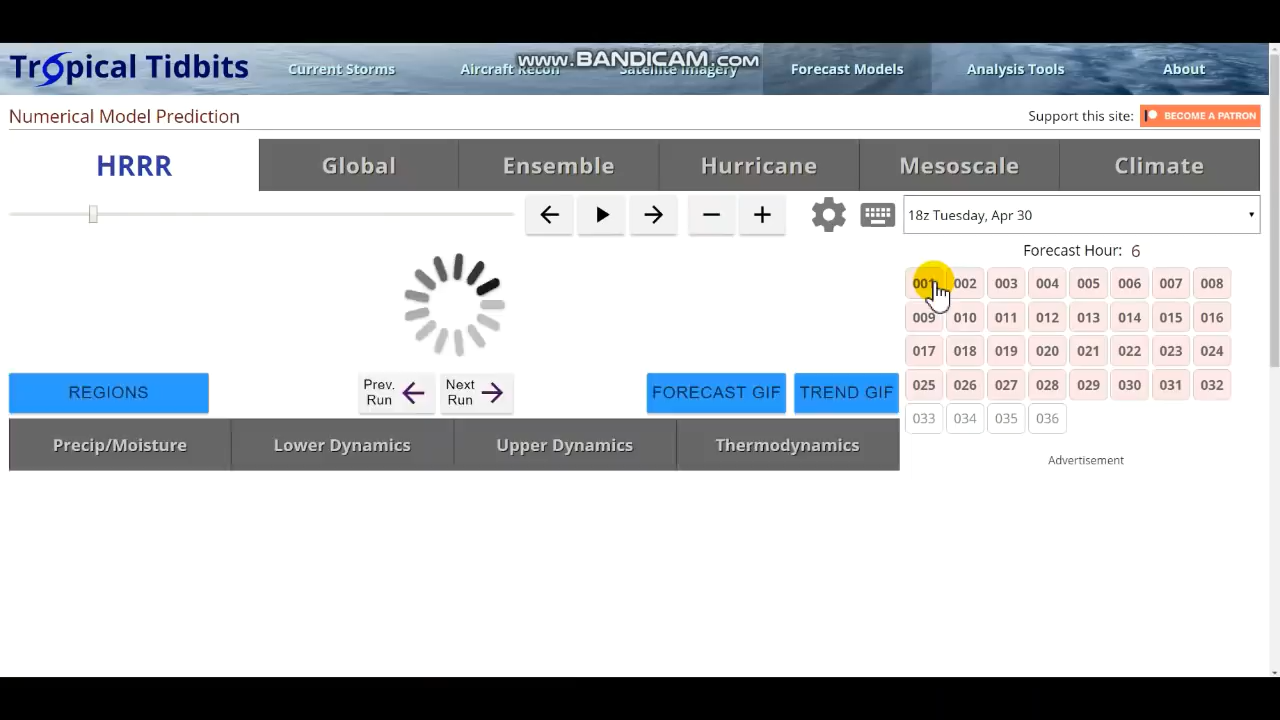 www.BANDICAM.com
Tropical Tidbits
Current Storms
Aircraft Recon
Satellite Imagery
Forecast Models
Analysis Tools
About
Numerical Model Prediction
Support this site:
BECOME A PATRON
HRRR
Global
Ensemble
Hurricane
Mesoscale
Climate
18z Tuesday, Apr 30
Forecast Hour: 6
001 002 003 004 005 006 007 008
009 010 011 012 013 014 015 016
017 018 019 020 021 022 023 024
025 026 027 028 029 030 031 032
033 034 035 036
REGIONS
Prev.
Run
Next
Run
FORECAST GIF
TREND GIF
Precip/Moisture
Lower Dynamics
Upper Dynamics
Thermodynamics
Advertisement